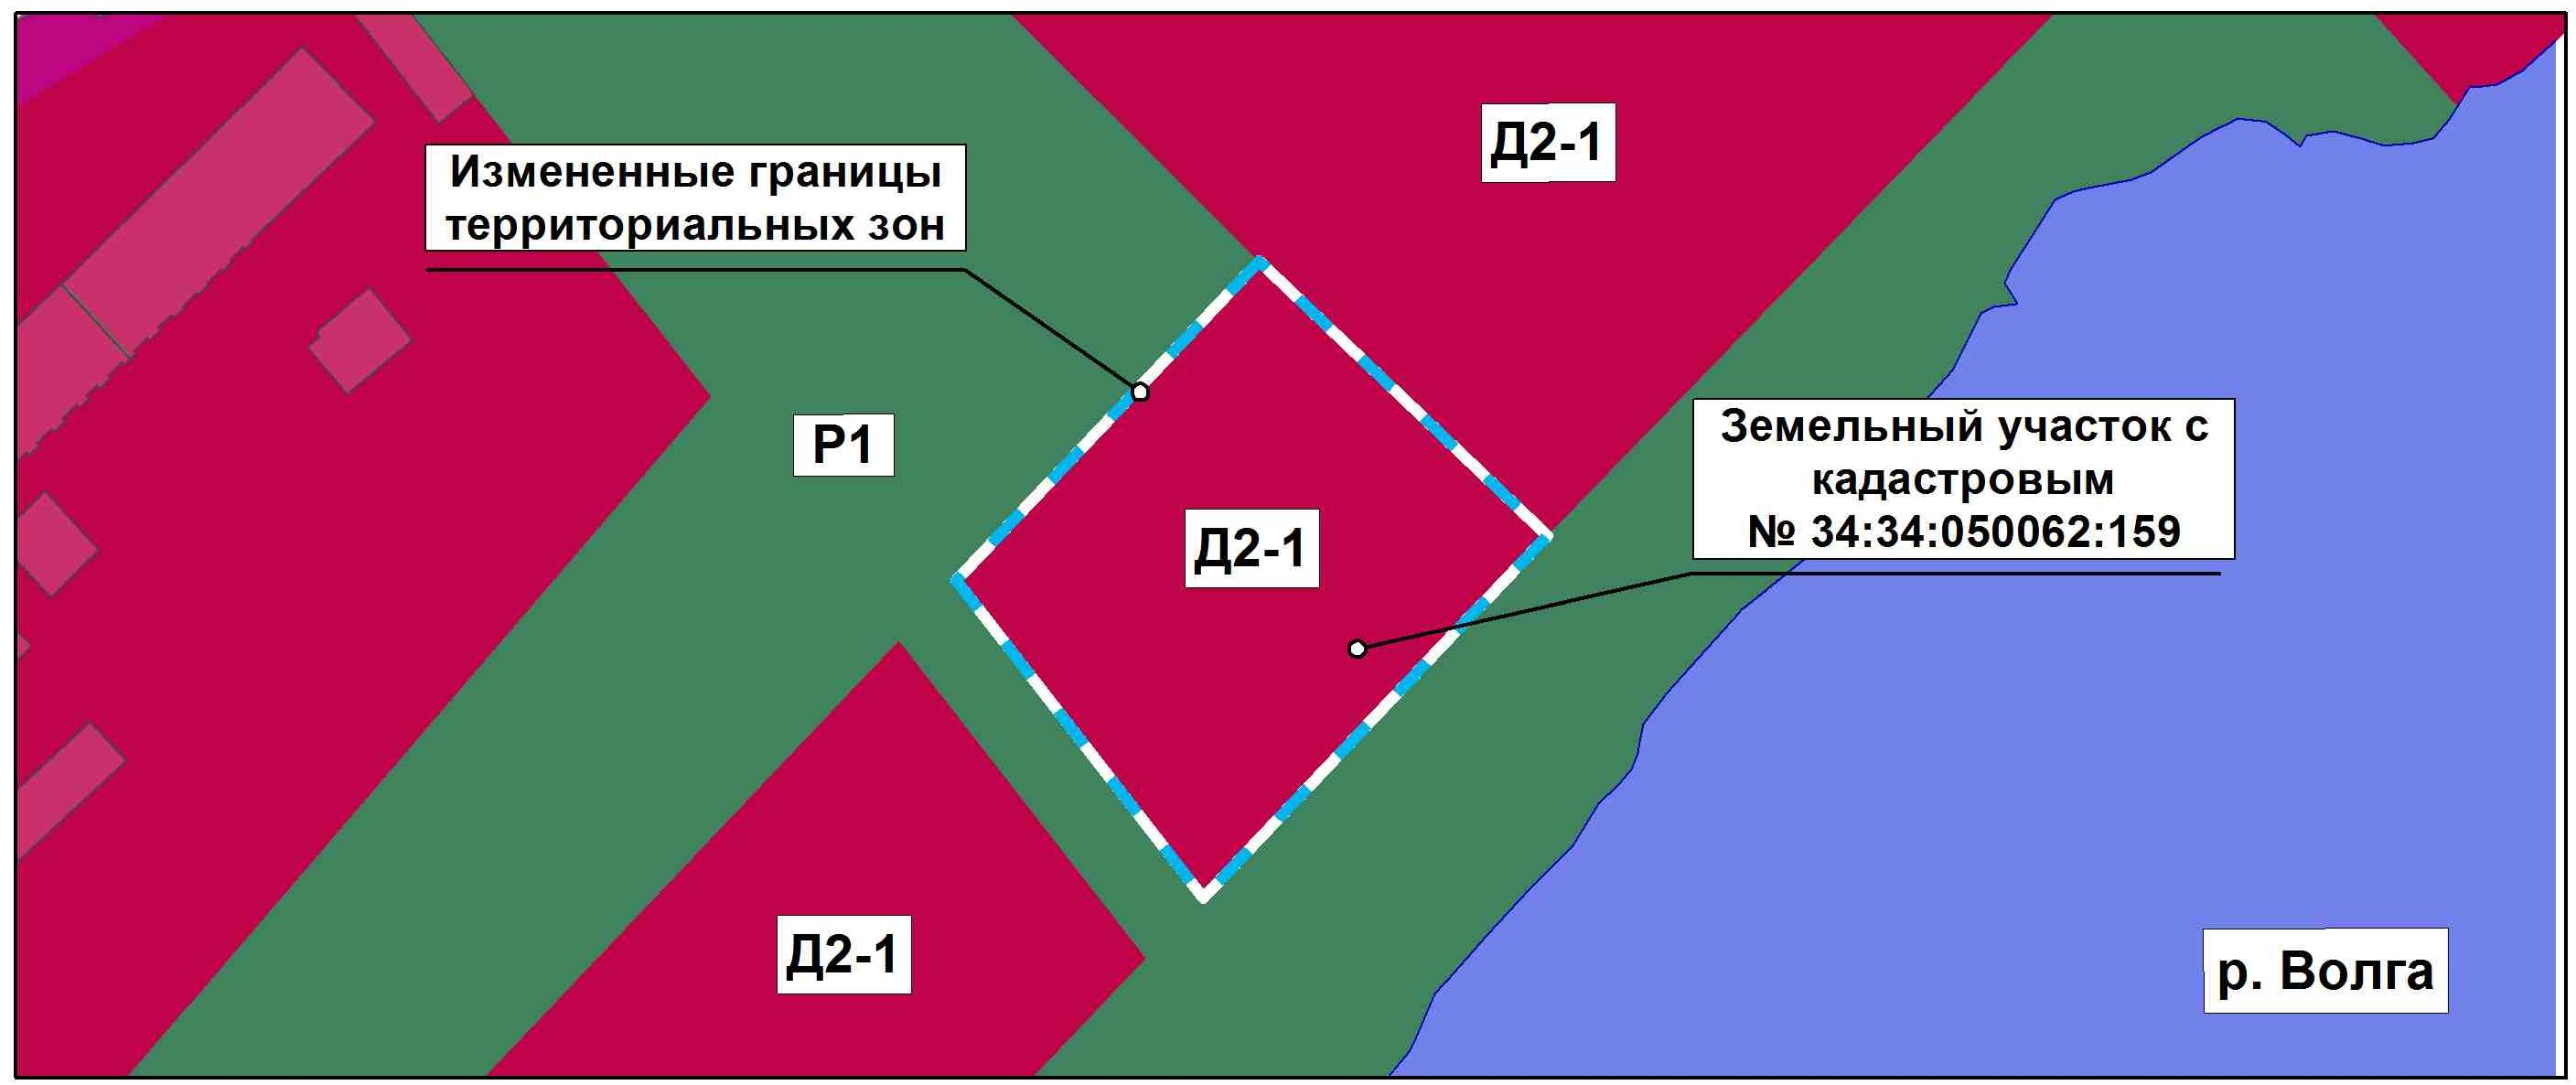 Д2-1
Измененные границы
территориальных зон
Р1
Земельный участок с
кадастровым
№ 34:34:050062:159
Д2-1
Д2-1
р. Волга